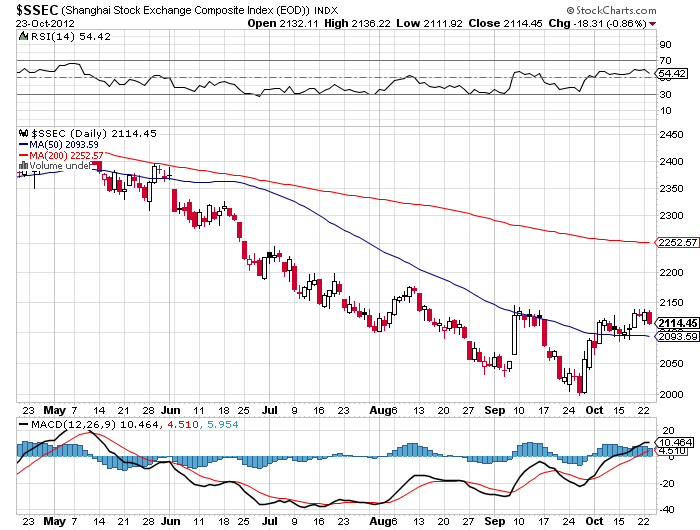 $SSEC (Shanghai Stock Exchange Composite Index (EOD)) INDX
© StockCharts.com
23-Oct-2012
Open 2132.11 High 2136.22 Low 2111.92 Close 2114.45 Chg -18.31 (-0.86%)
RSI(14) 54.42
90
70
54.42
30
10
$SSEC (Daily) 2114.45
MA(50) 2093.59
MA(200) 2252.57
Volume undef
2450
2400
2350
2300
2252.57
2200
2150
2114.45
2093.59
2050
2000
23 May 7 14 21 28 Jun 11 18 25 Jul 9 16 23 Aug 6 13 20 27 Sep 10 17 24 Oct 15 22
MACD(12,26,9) 10.464, 4.510, 5.954
20
10.464
4.510
0
-20
-40
23 May 7 14 21 28 Jun 11 18 25 Jul 9 16 23 Aug 6 13 20 27 Sep 10 17 24 Oct 15 22